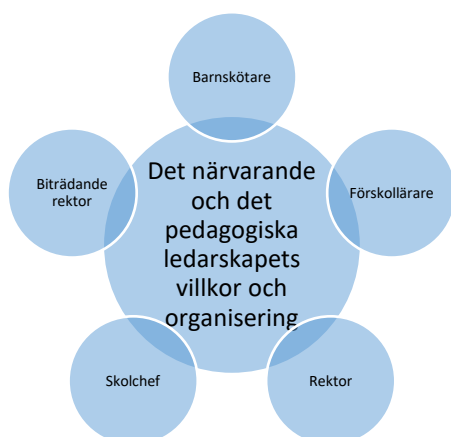 Barnskötare
Det närvarande
och det
pedagogiska
ledarskapets
villkor och
organisering
Biträdande
rektor
Förskollärare
Skolchef
Rektor